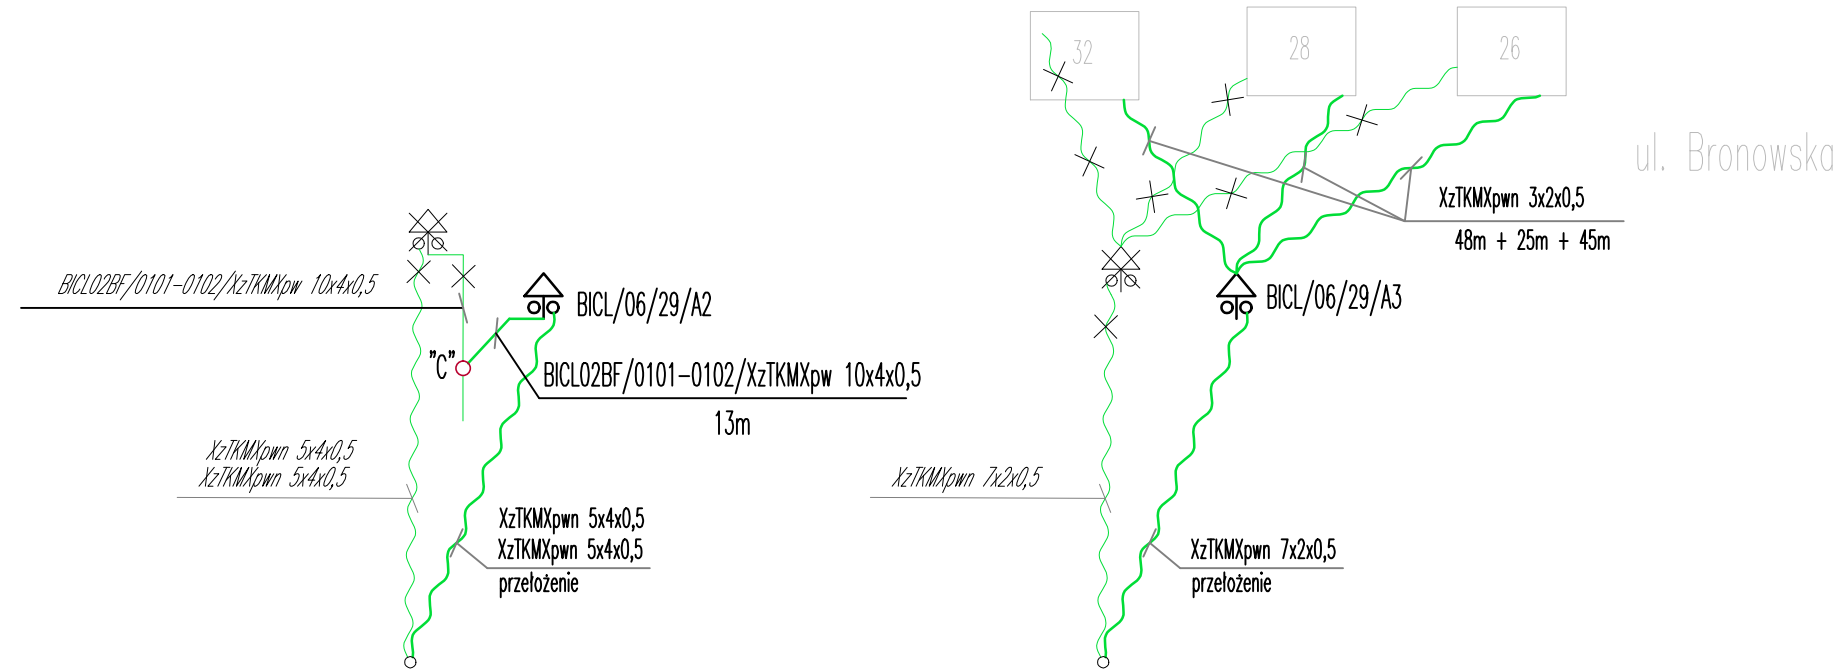 32
28
26
ul. Bronowska
XzTKMXpwn 3x2x0,5
48m + 25m + 45m
BICL02BF/0101-0102/XzTKMXpw 10x4x0,5
BICL/06/29/A2
BICL/06/29/A3
"C"
BICL02BF/0101-0102/XzTKMXpw 10x4x0,5
13m
XzTKMXpwn 5x4x0,5
XzTKMXpwn 5x4x0,5
XzTKMXpwn 7x2x0,5
XzTKMXpwn 5x4x0,5
XzTKMXpwn 5x4x0,5
przełożenie
XzTKMXpwn 7x2x0,5
przełożenie